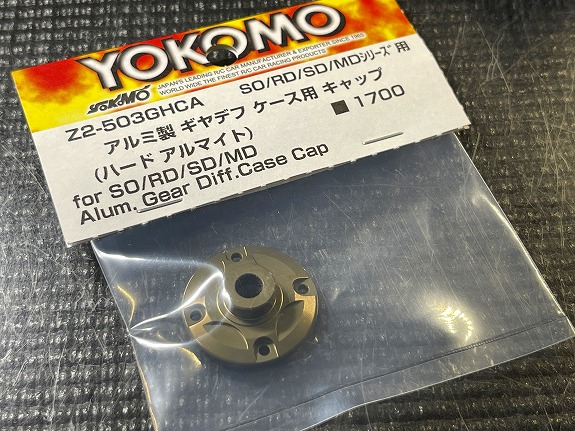 YOKOMO
JAPAN'S LEADING R/C CAR MANUFACTURER & EXPORTER SINCE 1965
WORLD WIDE THE FINEST R/C CAR RACING PRODUCTS
YOKOMO
Z2-503GHCA SO/RD/SD/MDシリーズ用
アルミ製 ギヤデフ ケース用 キャップ
(ハード アルマイト) ■1700
for SO/RD/SD/MD
Alum. Gear Diff.Case Cap